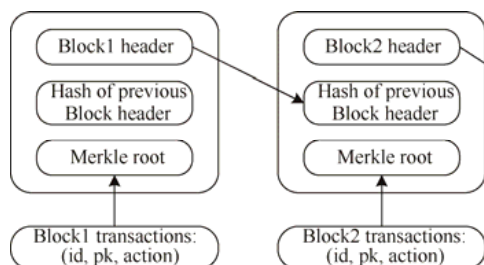 Block1 header
Hash of previous
Block header
Merkle root
Block1 transactions:
(id, pk, action)
Block2 header
Hash of previous
Block header
Merkle root
Block2 transactions:
(id, pk, action)